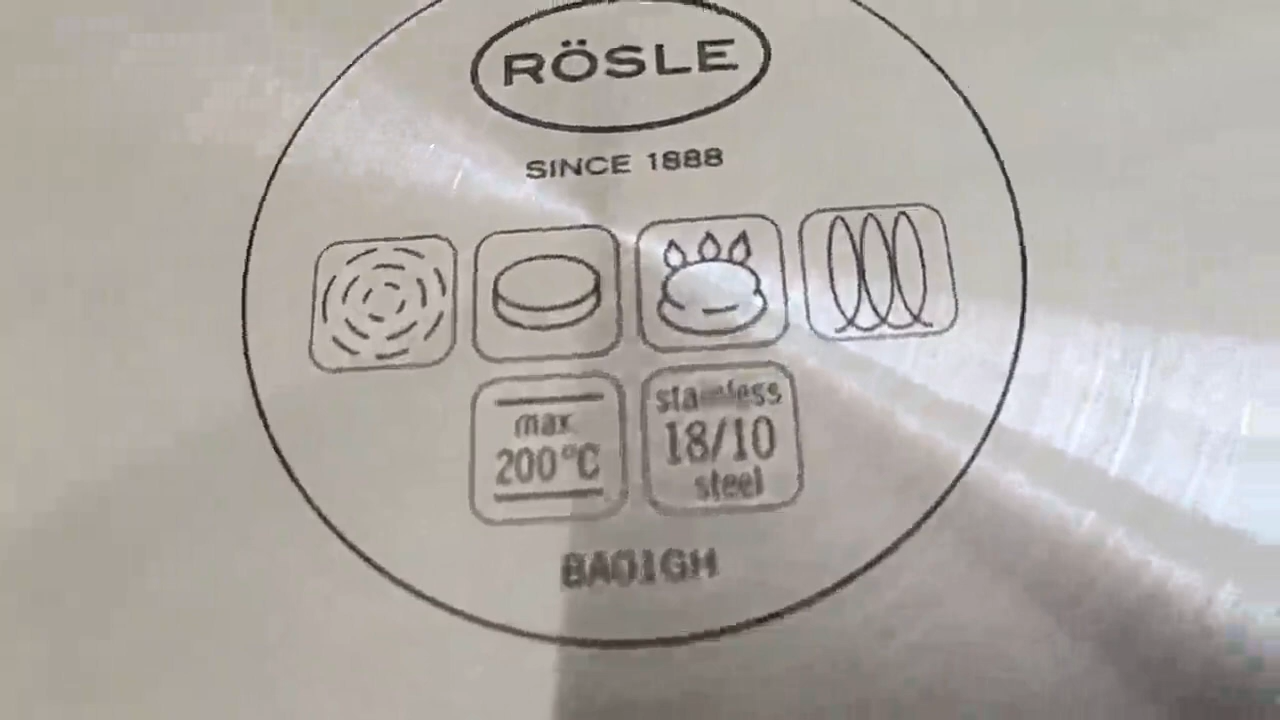 RÖSLE
SINCE 1888
max.
200°C
stainless
18/10
steel
BA01GH